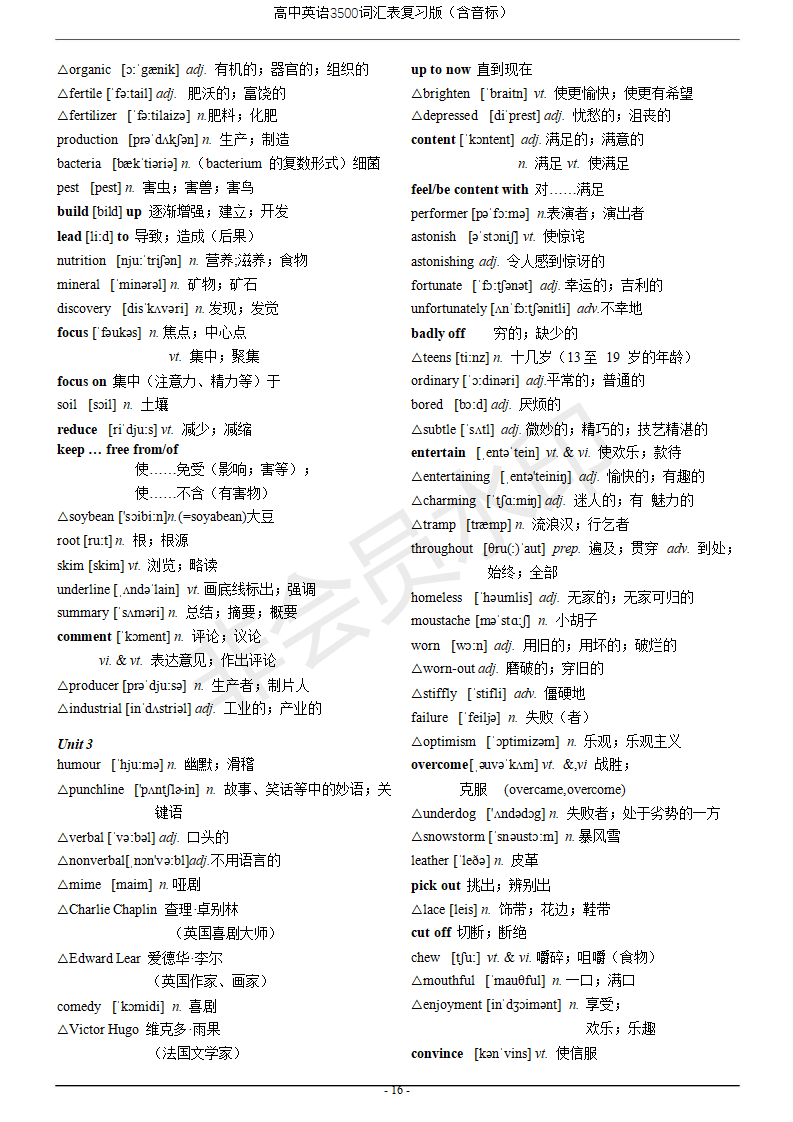 高中英语3500词汇表复习版（含音标）
△organic [ɔːˈgænik] adj. 有机的；器官的；组织的
△fertile [ˈfəːtail] adj. 肥沃的；富饶的
△fertilizer [ˈfəːtilaizə] n.肥料；化肥
production [prəˈdʌkʃən] n. 生产；制造
bacteria [bækˈtiəriə] n.（bacterium 的复数形式）细菌
pest [pest] n. 害虫；害兽；害鸟
build [bild] up 逐渐增强；建立；开发
lead [liːd] to 导致；造成（后果）
nutrition [njuːˈtriʃən] n. 营养;滋养；食物
mineral [ˈminərəl] n. 矿物；矿石
discovery [disˈkʌvəri] n. 发现；发觉
focus [ˈfəukəs] n. 焦点；中心点
vt. 集中；聚集
focus on 集中（注意力、精力等）于
soil [sɔil] n. 土壤
reduce [riˈdjuːs] vt. 减少；减缩
keep … free from/of
使……免受（影响；害等）；
使……不含（有害物）
△soybean ['sɔibiːn]n.(=soyabean)大豆
root [ruːt] n. 根；根源
skim [skim] vt. 浏览；略读
underline [ˌʌndəˈlain] vt. 画底线标出；强调
summary [ˈsʌməri] n. 总结；摘要；概要
comment [ˈkɔment] n. 评论；议论
vi. & vt. 表达意见；作出评论
△producer [prəˈdjuːsə] n. 生产者；制片人
△industrial [inˈdʌstriəl] adj. 工业的；产业的
Unit 3
humour [ˈhjuːmə] n. 幽默；滑稽
△punchline ['pʌntʃlɚin] n. 故事、笑话等中的妙语；关
键语
△verbal [ˈvəːbəl] adj. 口头的
△nonverbal[ˌnɔn'vəːbl]adj.不用语言的
△mime [maim] n. 哑剧
△Charlie Chaplin 查理·卓别林
（英国喜剧大师）
△Edward Lear 爱德华·李尔
（英国作家、画家）
comedy [ˈkɔmidi] n. 喜剧
△Victor Hugo 维克多·雨果
（法国文学家）
up to now 直到现在
△brighten [ˈbraitn] vt. 使更愉快；使更有希望
△depressed [diˈprest] adj. 忧愁的；沮丧的
content [ˈkɔntent] adj. 满足的；满意的
n. 满足 vt. 使满足
feel/be content with 对……满足
performer [pəˈfɔːmə] n.表演者；演出者
astonish [əˈstɔniʃ] vt. 使惊诧
astonishing adj. 令人感到惊讶的
fortunate [ˈfɔːtʃənət] adj. 幸运的；吉利的
unfortunately [ʌnˈfɔːtʃənitli] adv.不幸地
badly off 穷的；缺少的
△teens [tiːnz] n. 十几岁（13 至 19 岁的年龄）
ordinary [ˈɔːdinəri] adj.平常的；普通的
bored [bɔːd] adj. 厌烦的
△subtle [ˈsʌtl] adj. 微妙的；精巧的；技艺精湛的
entertain [ˌentəˈtein] vt. & vi. 使欢乐；款待
△entertaining [ˌentəˈteiniŋ] adj. 愉快的；有趣的
△charming [ˈtʃɑːmiŋ] adj. 迷人的；有 魅力的
△tramp [træmp] n. 流浪汉；行乞者
throughout [θru(ː)ˈaut] prep. 遍及；贯穿 adv. 到处；
始终；全部
homeless [ˈhəumlis] adj. 无家的；无家可归的
moustache [məˈstɑːʃ] n. 小胡子
worn [wɔːn] adj. 用旧的；用坏的；破烂的
△worn-out adj. 磨破的；穿旧的
△stiffly [ˈstifli] adv. 僵硬地
failure [ˈfeiljə] n. 失败（者）
△optimism [ˈɔptimizəm] n. 乐观；乐观主义
overcome[ˌəuvəˈkʌm] vt. &,vi 战胜；
克服 (overcame,overcome)
△underdog ['ʌndədɔg] n. 失败者；处于劣势的一方
△snowstorm [ˈsnəustɔːm] n. 暴风雪
leather [ˈleðə] n. 皮革
pick out 挑出；辨别出
△lace [leis] n. 饰带；花边；鞋带
cut off 切断；断绝
chew [tʃuː] vt. & vi. 嚼碎；咀嚼（食物）
△mouthful [ˈmauθful] n. 一口；满口
△enjoyment [inˈdʒɔimənt] n. 享受；
欢乐；乐趣
convince [kənˈvins] vt. 使信服
非会员水印
- 16 -